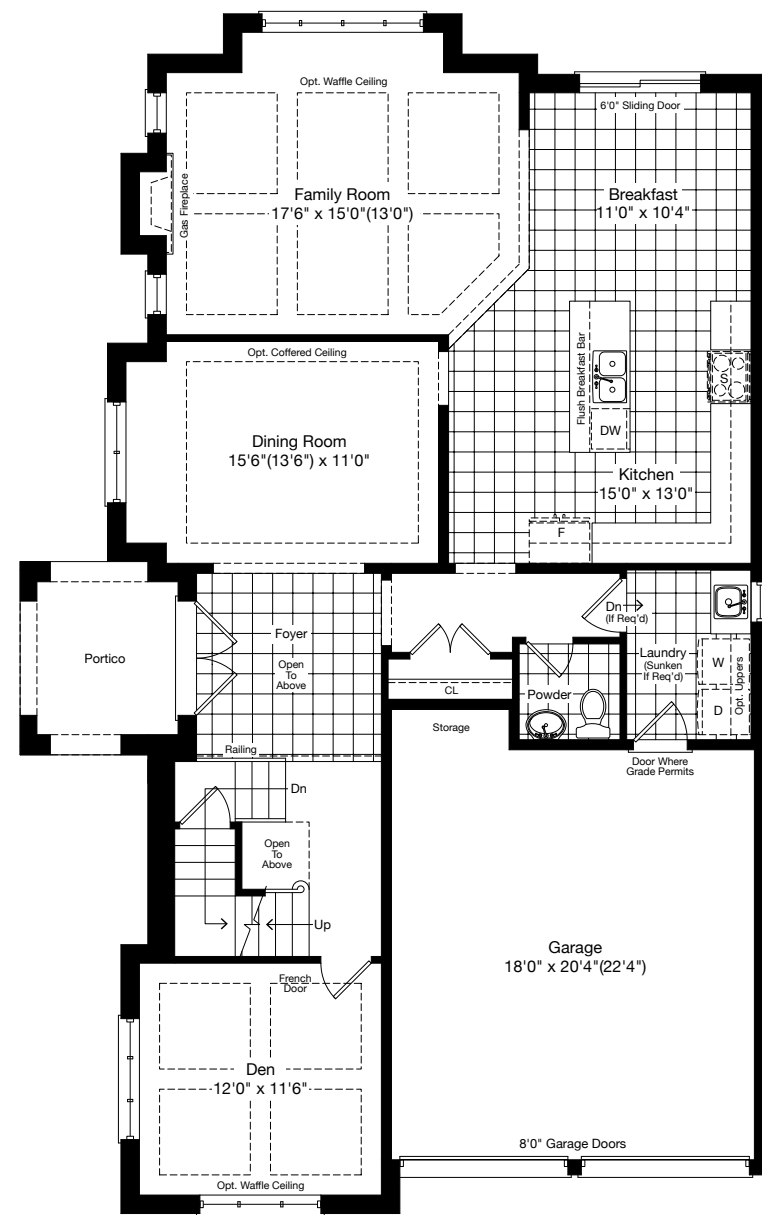 Opt. Waffle Ceiling
6'0" Sliding Door
Gas Fireplace
Family Room
17'6" x 15'0"(13'0")
Breakfast
11'0" x 10'4"
Opt. Coffered Ceiling
Dining Room
15'6"(13'6") x 11'0"
Flush Breakfast Bar
S
DW
Kitchen
15'0" x 13'0"
F
Portico
Foyer
Open
To
Above
Dn
(If Req'd)
Laundry
(Sunken
If Req'd)
W
D
Opt. Uppers
CL
Powder
Storage
Railing
Door Where
Grade Permits
Dn
Open
To
Above
Up
French
Door
Garage
18'0" x 20'4"(22'4")
Den
12'0" x 11'6"
Opt. Waffle Ceiling
8'0" Garage Doors